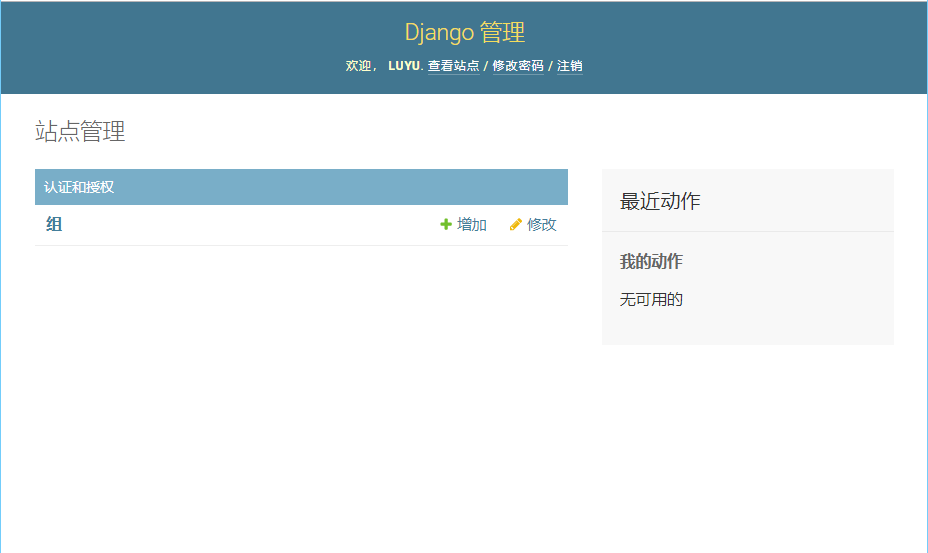 Django 管理
欢迎， LUYU. 查看站点 / 修改密码 / 注销
站点管理
认证和授权
组 增加 修改
最近动作
我的动作
无可用的